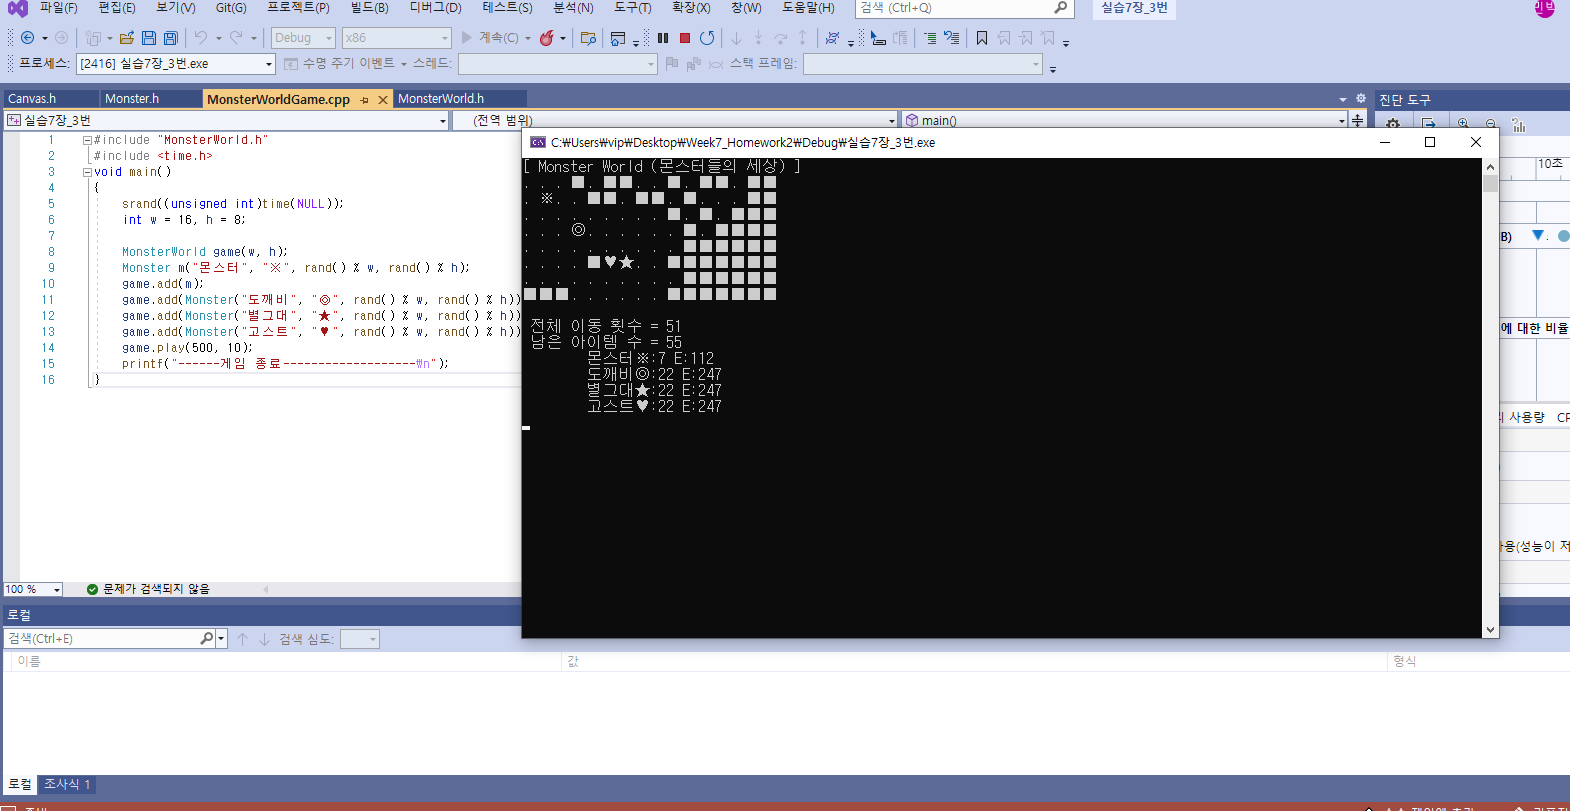 파일(F) 편집(E) 보기(V) Git(G) 프로젝트(P) 빌드(B) 디버그(D) 테스트(S) 분석(N) 도구(T) 확장(X) 창(W) 도움말(H) 검색 (Ctrl+Q) 실습7장_3번
Debug x86 계속(C)
프로세스: [2416] 실습7장_3번.exe 수명 주기 이벤트 스레드: 스택 프레임:
Canvas.h Monster.h MonsterWorldGame.cpp MonsterWorld.h 진단 도구
실습7장_3번 (전역 범위) main()
1 #include "MonsterWorld.h"
2 #include <time.h>
3 void main()
4 {
5 srand((unsigned int)time(NULL));
6 int w = 16, h = 8;
7
8 MonsterWorld game(w, h);
9 Monster m("몬스터", "※", rand() % w, rand() % h);
10 game.add(m);
11 game.add(Monster("도깨비", "◎", rand() % w, rand() % h))
12 game.add(Monster("별그대", "★", rand() % w, rand() % h))
13 game.add(Monster("고스트", "♥", rand() % w, rand() % h))
14 game.play(500, 10);
15 printf("------게임 종료-------------------₩n");
16 }
C:₩Users₩vip₩Desktop₩Week7_Homework2₩Debug₩실습7장_3번.exe
[ Monster World (몬스터들의 세상) ]
. . . ■ . ■ ■ . . ■ . ■ ■ . ■ ■
. ※ . . ■ ■ . ■ ■ . ■ . . . ■ ■
. . . . . . . . . ■ . ■ . ■ ■ ■
. . . ◎ . . . . . . ■ . ■ ■ ■ ■
. . . . . . . . . . ■ ■ ■ ■ ■ ■
. . . . ■ ♥ ★ . . ■ ■ ■ ■ ■ ■ ■
. . . . . . . . . . ■ ■ ■ ■ ■ ■
■ ■ ■ . . . . . . ■ ■ ■ ■ ■ ■ ■
전체 이동 횟수 = 51
남은 아이템 수 = 55
몬스터※:7 E:112
도깨비◎:22 E:247
별그대★:22 E:247
고스트♥:22 E:247
10초
B)
에 대한 비율
사용량 CP
사용(성능이 저
100 % 문제가 검색되지 않음
로컬
검색(Ctrl+E) 검색 심도:
이름 값 형식
로컬 조사식 1